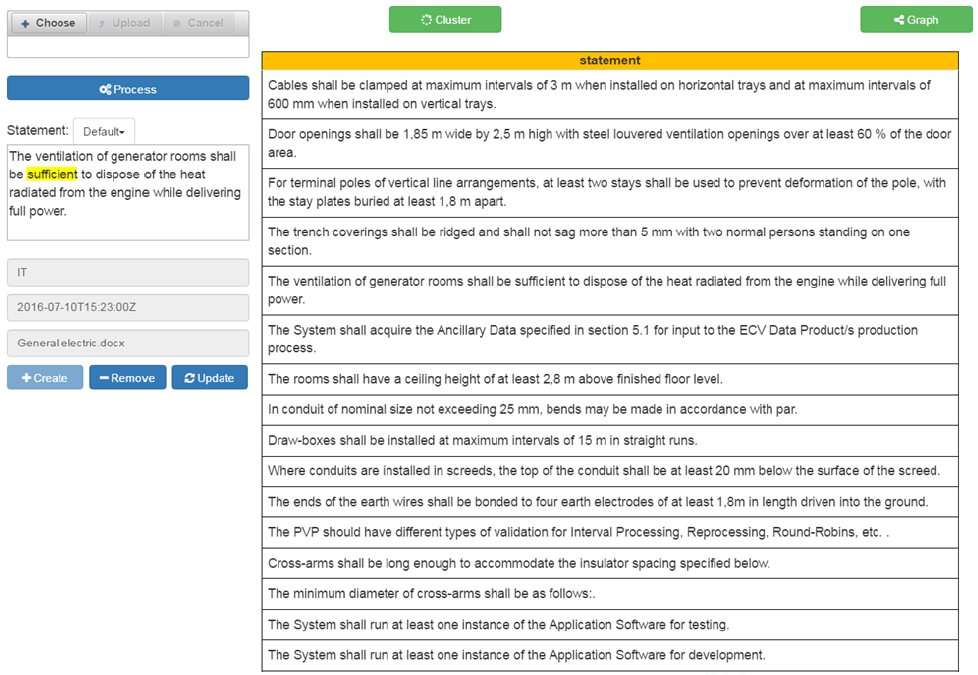 Choose Upload Cancel
Cluster
Graph
Process
Statement: Default
The ventilation of generator rooms shall
be sufficient to dispose of the heat
radiated from the engine while delivering
full power.
IT
2016-07-10T15:23:00Z
General electric.docx
Create Remove Update
statement
Cables shall be clamped at maximum intervals of 3 m when installed on horizontal trays and at maximum intervals of
600 mm when installed on vertical trays.
Door openings shall be 1,85 m wide by 2,5 m high with steel louvered ventilation openings over at least 60 % of the door
area.
For terminal poles of vertical line arrangements, at least two stays shall be used to prevent deformation of the pole, with
the stay plates buried at least 1,8 m apart.
The trench coverings shall be ridged and shall not sag more than 5 mm with two normal persons standing on one
section.
The ventilation of generator rooms shall be sufficient to dispose of the heat radiated from the engine while delivering full
power.
The System shall acquire the Ancillary Data specified in section 5.1 for input to the ECV Data Product/s production
process.
The rooms shall have a ceiling height of at least 2,8 m above finished floor level.
In conduit of nominal size not exceeding 25 mm, bends may be made in accordance with par.
Draw-boxes shall be installed at maximum intervals of 15 m in straight runs.
Where conduits are installed in screeds, the top of the conduit shall be at least 20 mm below the surface of the screed.
The ends of the earth wires shall be bonded to four earth electrodes of at least 1,8m in length driven into the ground.
The PVP should have different types of validation for Interval Processing, Reprocessing, Round-Robins, etc. .
Cross-arms shall be long enough to accommodate the insulator spacing specified below.
The minimum diameter of cross-arms shall be as follows:.
The System shall run at least one instance of the Application Software for testing.
The System shall run at least one instance of the Application Software for development.